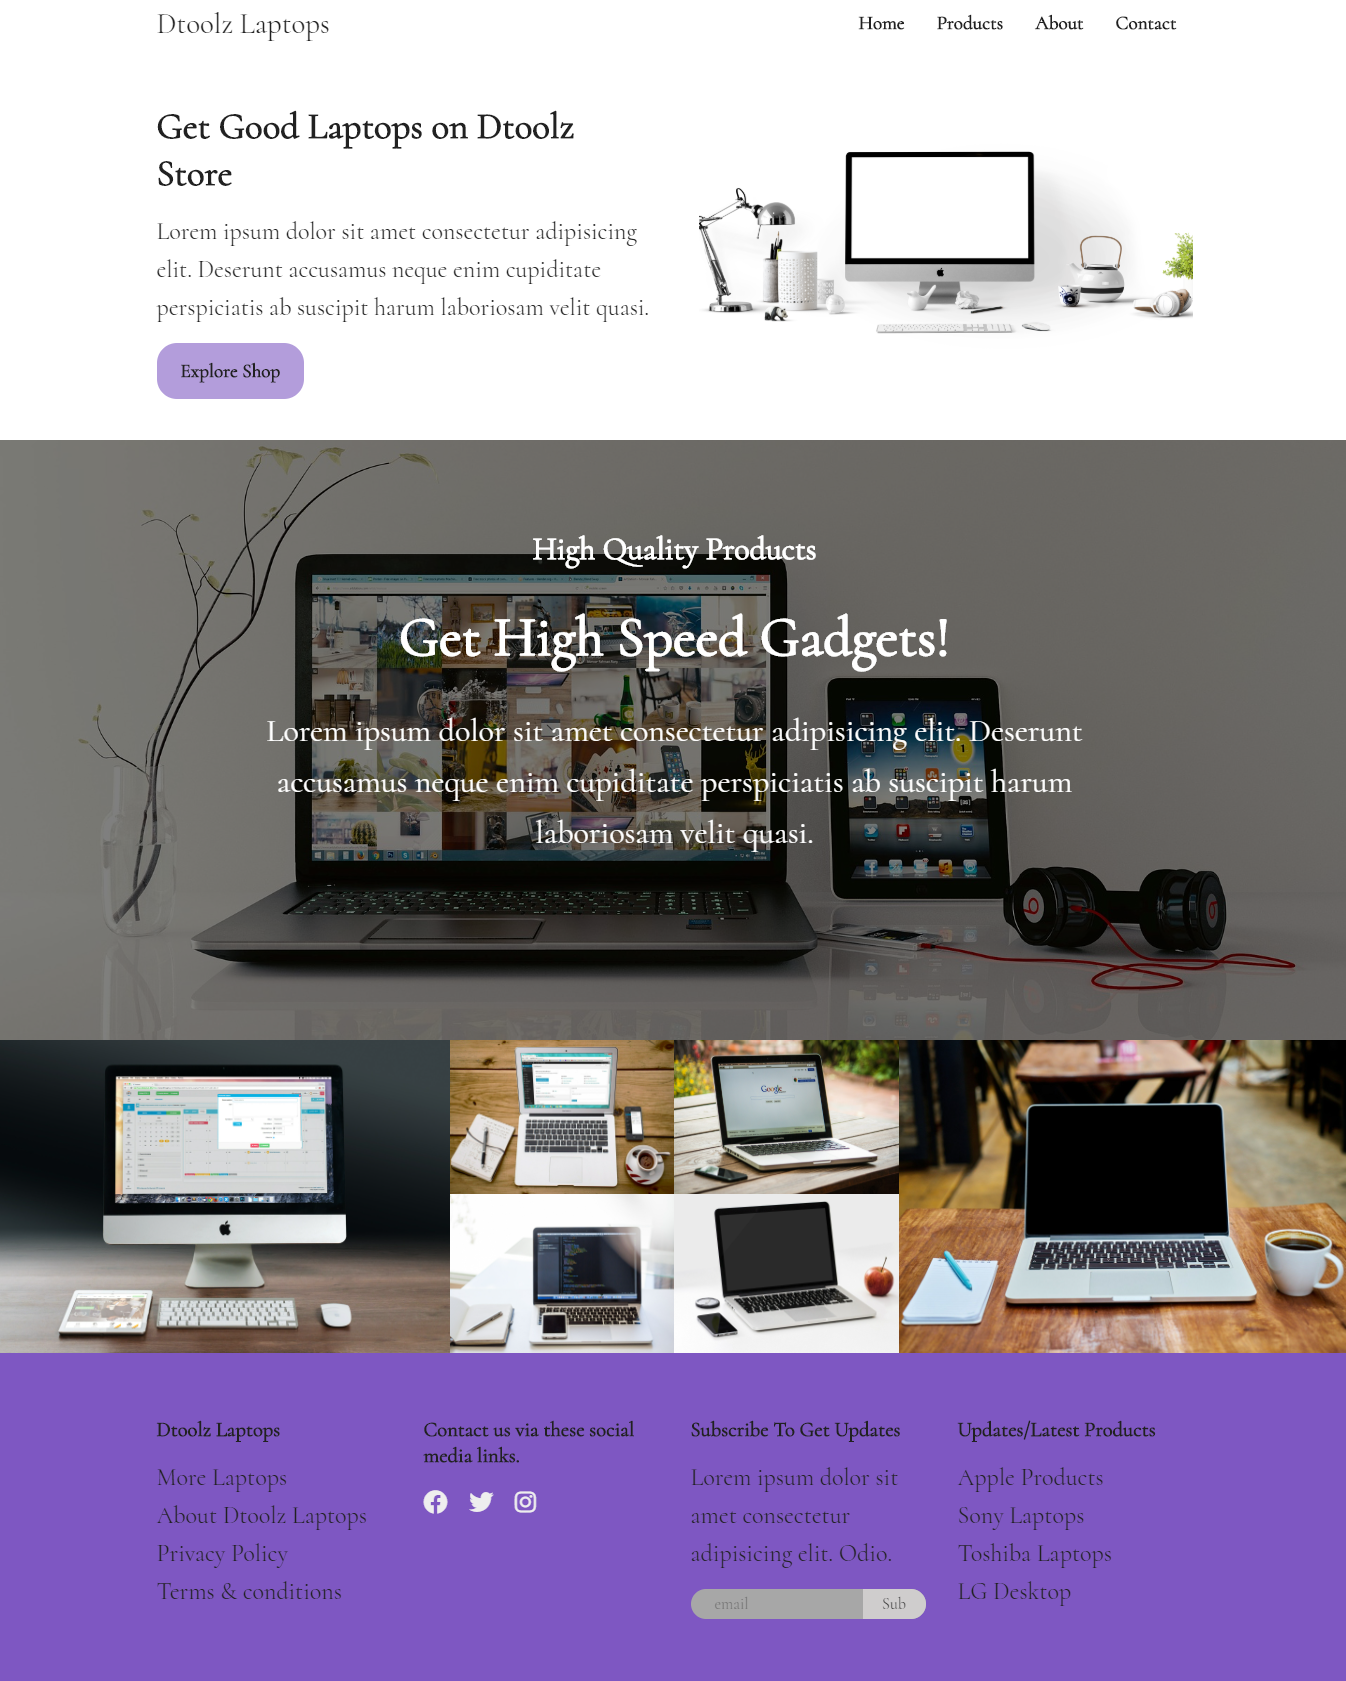 Dtoolz Laptops
Home Products About Contact
Get Good Laptops on Dtoolz
Store
Lorem ipsum dolor sit amet consectetur adipisicing
elit. Deserunt accusamus neque enim cupiditate
perspiciatis ab suscipit harum laboriosam velit quasi.
Explore Shop
High Quality Products
Get High Speed Gadgets!
Lorem ipsum dolor sit amet consectetur adipisicing elit. Deserunt
accusamus neque enim cupiditate perspiciatis ab suscipit harum
laboriosam velit quasi.
Google
Dtoolz Laptops
More Laptops
About Dtoolz Laptops
Privacy Policy
Terms & conditions
Contact us via these social
media links.
Subscribe To Get Updates
Lorem ipsum dolor sit
amet consectetur
adipisicing elit. Odio.
email
Sub
Updates/Latest Products
Apple Products
Sony Laptops
Toshiba Laptops
LG Desktop